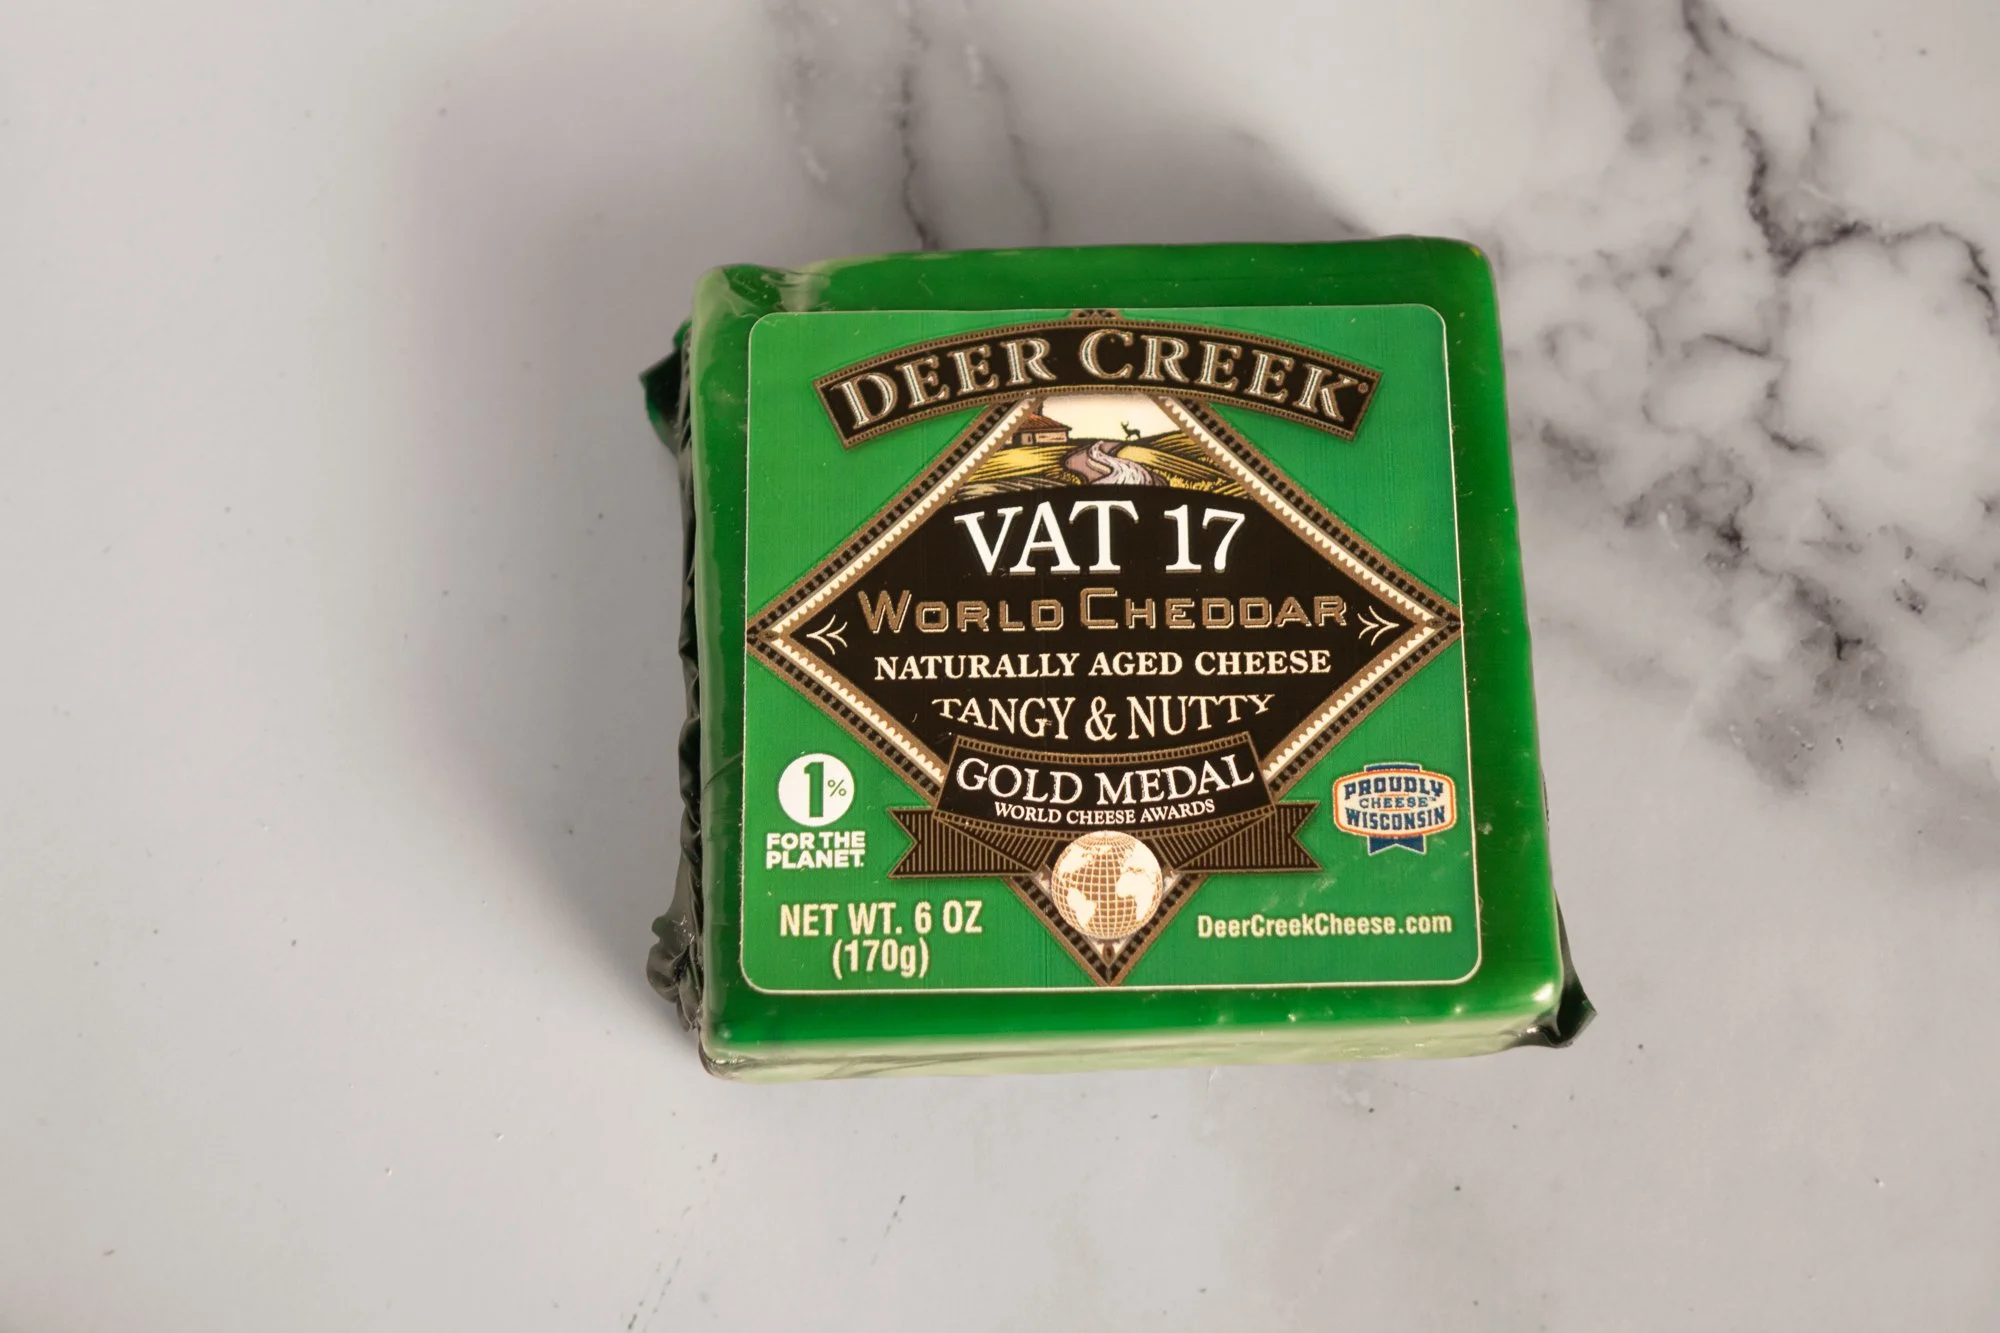 DEER CREEK®
VAT 17
WORLD CHEDDAR
NATURALLY AGED CHEESE
TANGY & NUTTY
GOLD MEDAL
WORLD CHEESE AWARDS
1%
FOR THE
PLANET
PROUDLY
CHEESE™
WISCONSIN
NET WT. 6 OZ
(170g)
DeerCreekCheese.com